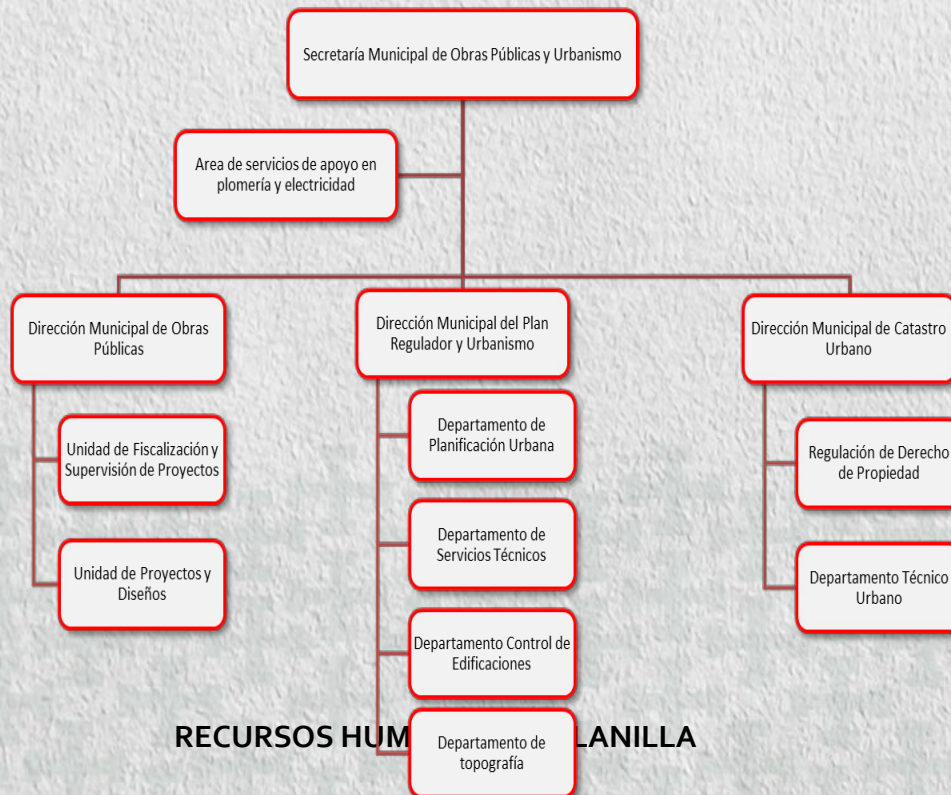 Secretaría Municipal de Obras Públicas y Urbanismo
Area de servicios de apoyo en
plomería y electricidad
Dirección Municipal de Obras
Públicas
Unidad de Fiscalización y
Supervisión de Proyectos
Unidad de Proyectos y
Diseños
Dirección Municipal del Plan
Regulador y Urbanismo
Departamento de
Planificación Urbana
Departamento de
Servicios Técnicos
Departamento Control de
Edificaciones
Departamento de
topografía
Dirección Municipal de Catastro
Urbano
Regulación de Derecho
de Propiedad
Departamento Técnico
Urbano
RECURSOS